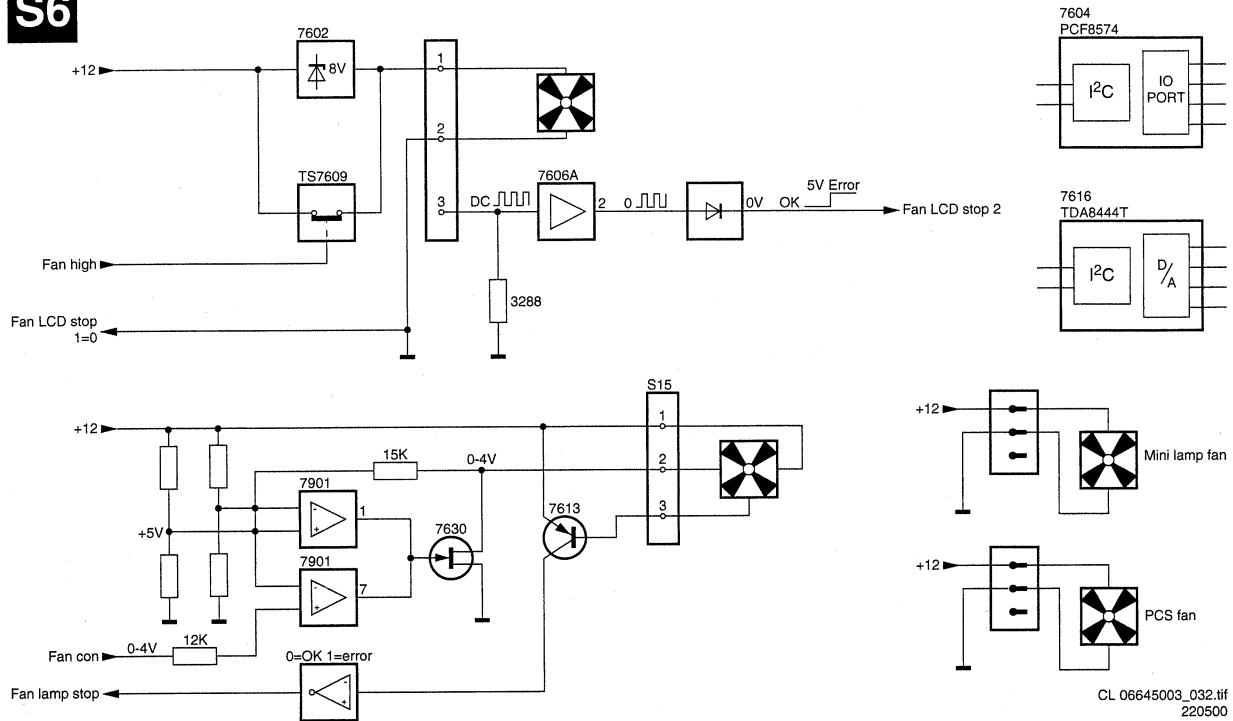 S6
7602
+12
8V
1
2
3
TS7609
Fan high
Fan LCD stop
1=0
DC
7606A
2
0
0V
OK
5V Error
Fan LCD stop 2
3288
7604
PCF8574
I²C
IO
PORT
7616
TDA8444T
I²C
D/A
+12
15K
0-4V
S15
1
2
3
7901
-
+
1
+5V
7901
-
+
7
7630
7613
Fan con
0-4V
12K
0=OK 1=error
-
+
Fan lamp stop
+12
Mini lamp fan
+12
PCS fan
CL 06645003_032.tif
220500